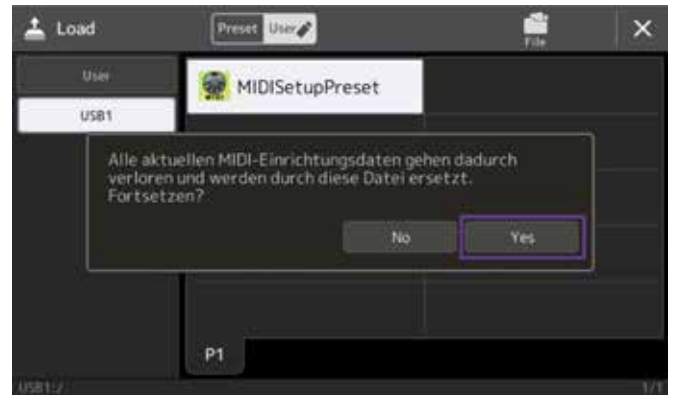 Load
Preset User
File
User
USB1
MIDISetupPreset
Alle aktuellen MIDI-Einrichtungsdaten gehen dadurch
verloren und werden durch diese Datei ersetzt.
Fortsetzen?
No Yes
P1
USB1:/ 1/1